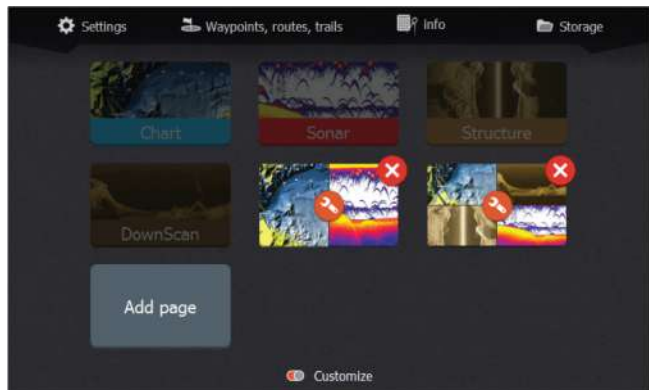 Settings
Waypoints, routes, trails
Info
Storage
Chart
Sonar
Structure
DownScan
Add page
Customize